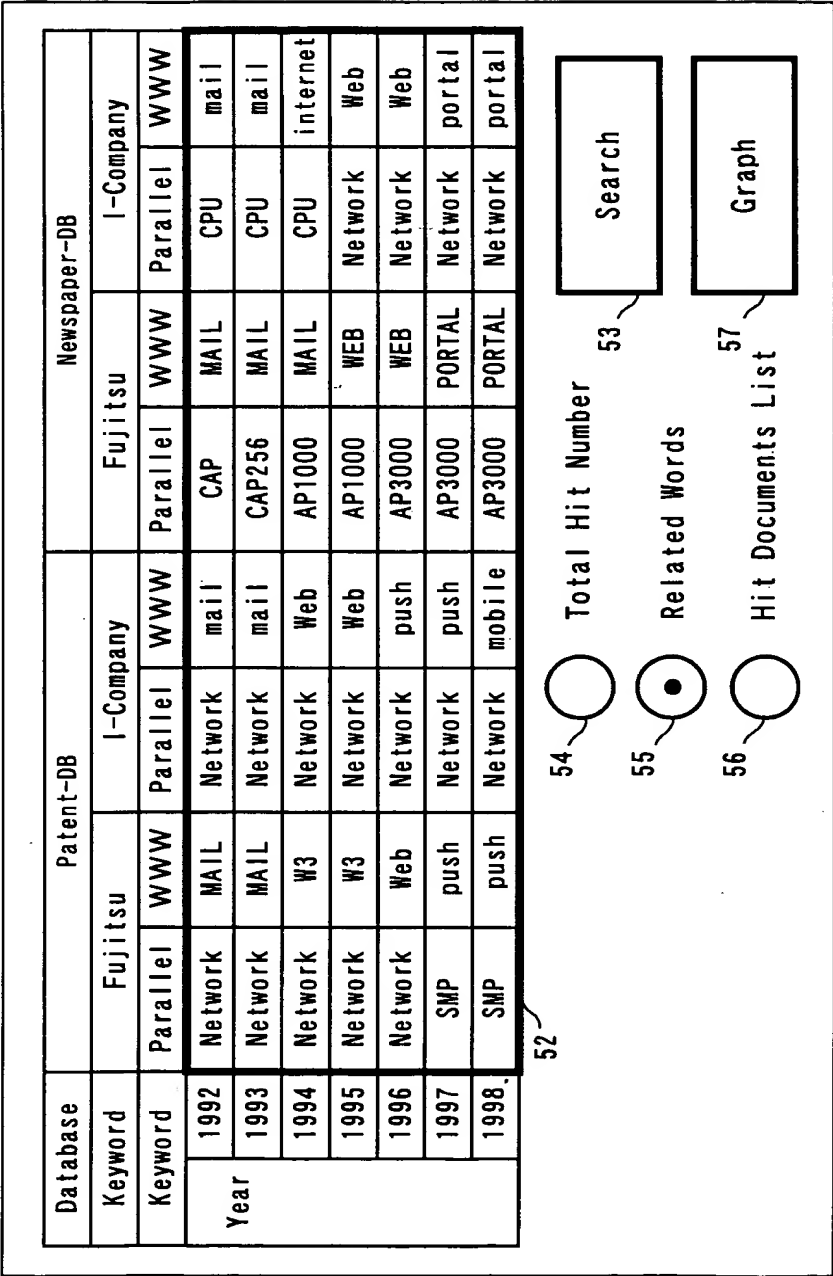 Database Patent-DB Newspaper-DB
Keyword Fujitsu I-Company Fujitsu I-Company
Keyword Parallel WWW Parallel WWW Parallel WWW Parallel WWW
Year
1992 Network MAIL Network mail CAP MAIL CPU mail
1993 Network MAIL Network mail CAP256 MAIL CPU mail
1994 Network W3 Network Web AP1000 MAIL CPU internet
1995 Network W3 Network Web AP1000 WEB Network Web
1996 Network Web Network push AP3000 WEB Network Web
1997 SMP push Network push AP3000 PORTAL Network portal
1998 SMP push Network mobile AP3000 PORTAL Network portal
52
54 Total Hit Number
55 Related Words
56 Hit Documents List
53 Search
57 Graph